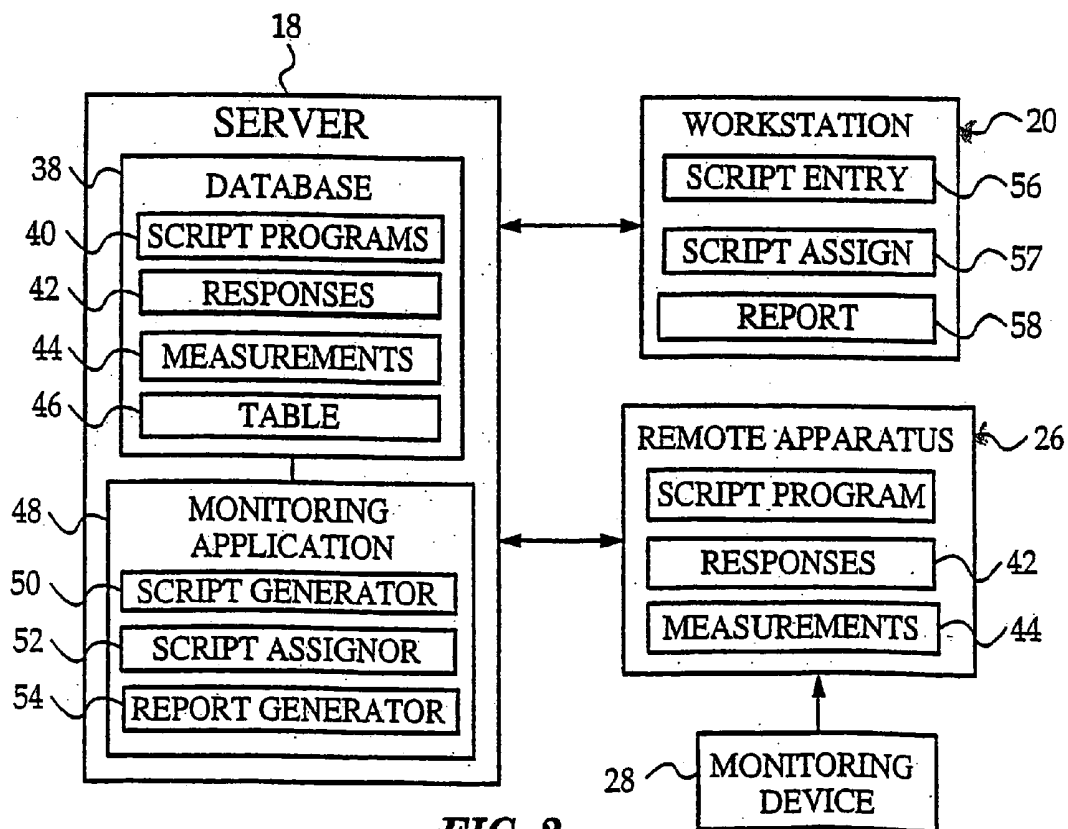 18
SERVER
38
DATABASE
40
SCRIPT PROGRAMS
42
RESPONSES
44
MEASUREMENTS
46
TABLE
48
MONITORING
APPLICATION
50
SCRIPT GENERATOR
52
SCRIPT ASSIGNOR
54
REPORT GENERATOR
WORKSTATION
20
SCRIPT ENTRY
56
SCRIPT ASSIGN
57
REPORT
58
REMOTE APPARATUS
26
SCRIPT PROGRAM
RESPONSES
42
MEASUREMENTS
44
28
MONITORING
DEVICE